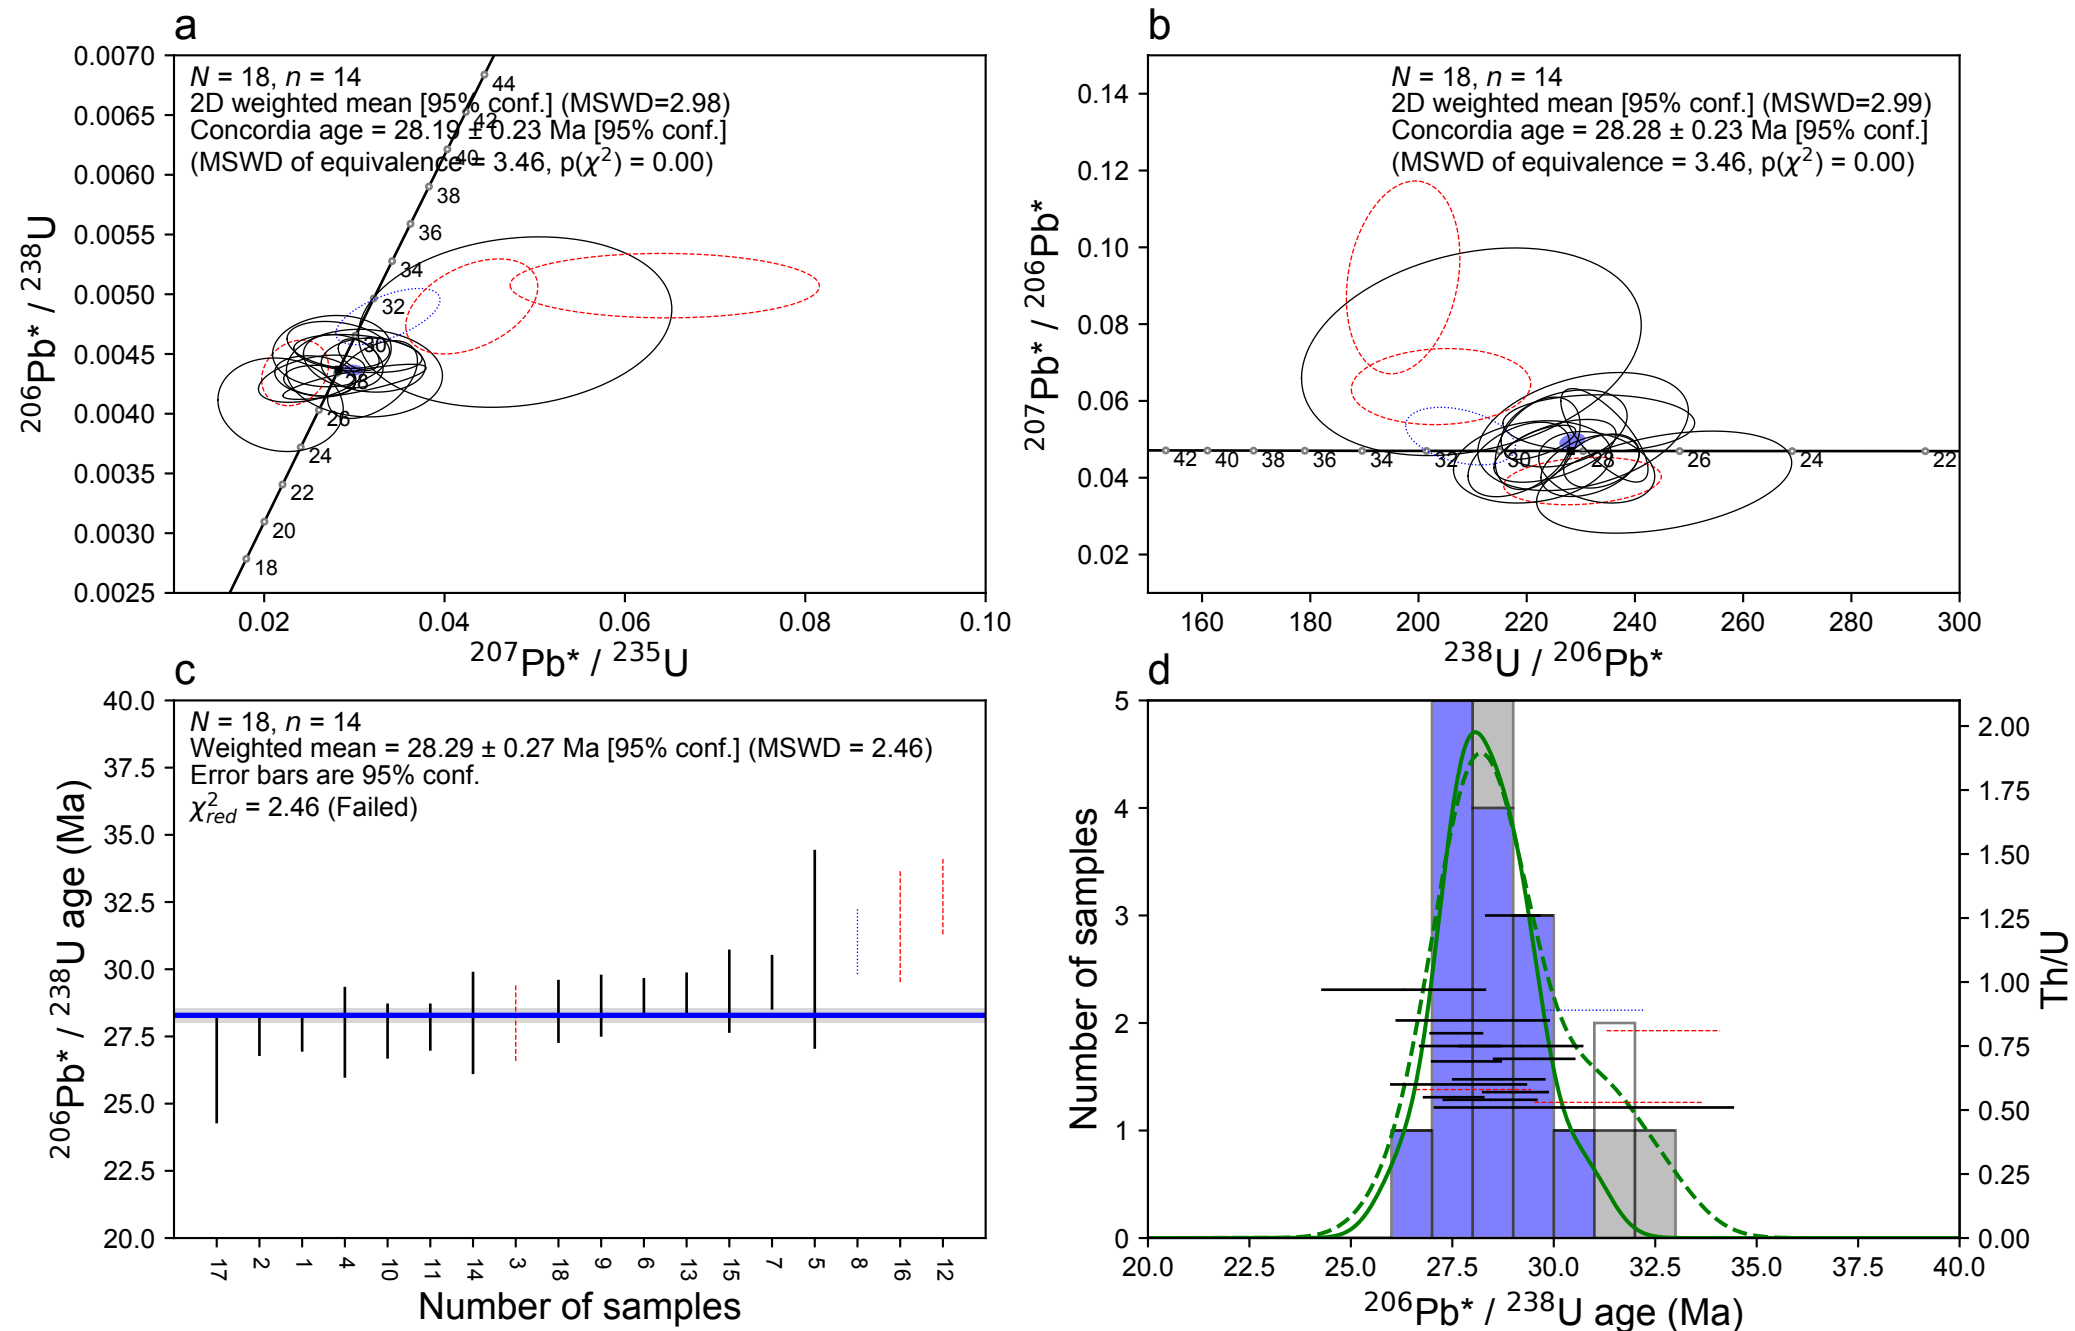 a
N = 18, n = 14
2D weighted mean [95% conf.] (MSWD=2.98)
Concordia age = 28.19 ± 0.23 Ma [95% conf.]
(MSWD of equivalence = 3.46, p(χ²) = 0.00)
44
42
40
38
36
34
32
30
28
26
24
22
20
18
0.0070
0.0065
0.0060
0.0055
0.0050
0.0045
0.0040
0.0035
0.0030
0.0025
²⁰⁶Pb* / ²³⁸U
0.02 0.04 0.06 0.08 0.10
²⁰⁷Pb* / ²³⁵U
b
N = 18, n = 14
2D weighted mean [95% conf.] (MSWD=2.99)
Concordia age = 28.28 ± 0.23 Ma [95% conf.]
(MSWD of equivalence = 3.46, p(χ²) = 0.00)
0.14
0.12
0.10
0.08
0.06
0.04
0.02
²⁰⁷Pb* / ²⁰⁶Pb*
42 40 38 36 34 32 30 28 26 24 22
160 180 200 220 240 260 280 300
²³⁸U / ²⁰⁶Pb*
c
N = 18, n = 14
Weighted mean = 28.29 ± 0.27 Ma [95% conf.] (MSWD = 2.46)
Error bars are 95% conf.
χ²red = 2.46 (Failed)
40.0
37.5
35.0
32.5
30.0
27.5
25.0
22.5
20.0
²⁰⁶Pb* / ²³⁸U age (Ma)
17 2 1 4 10 11 14 3 18 9 6 13 15 7 5 8 16 12
Number of samples
d
5
4
3
2
1
0
Number of samples
2.00
1.75
1.50
1.25
1.00
0.75
0.50
0.25
0.00
Th/U
20.0 22.5 25.0 27.5 30.0 32.5 35.0 37.5 40.0
²⁰⁶Pb* / ²³⁸U age (Ma)